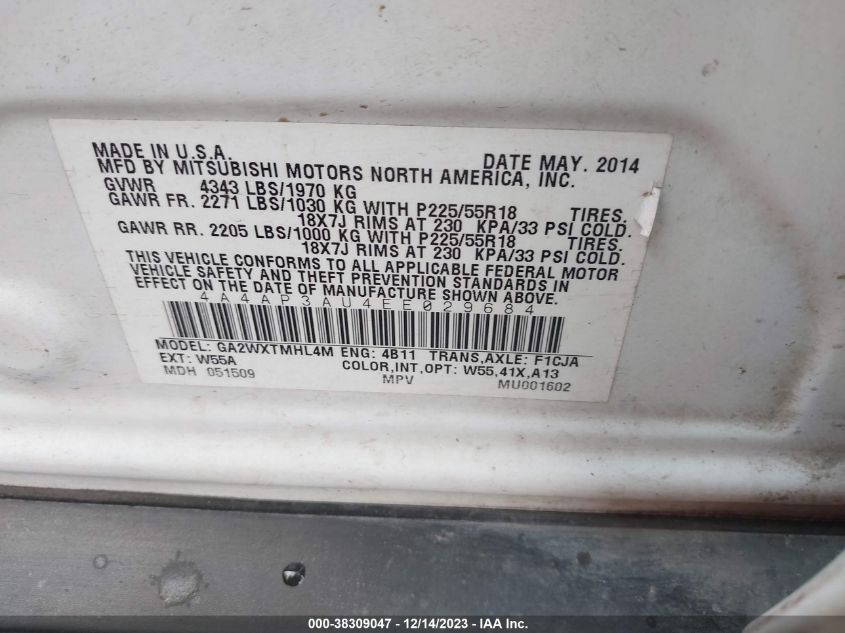 MADE IN U.S.A. DATE MAY. 2014
MFD BY MITSUBISHI MOTORS NORTH AMERICA, INC.
GVWR 4343 LBS/1970 KG
GAWR FR. 2271 LBS/1030 KG WITH P225/55R18 TIRES.
18X7J RIMS AT 230 KPA/33 PSI COLD.
GAWR RR. 2205 LBS/1000 KG WITH P225/55R18 TIRES.
18X7J RIMS AT 230 KPA/33 PSI COLD.
THIS VEHICLE CONFORMS TO ALL APPLICABLE FEDERAL MOTOR
VEHICLE SAFETY AND THEFT PREVENTION STANDARDS IN
EFFECT ON THE DATE OF MANUFACTURE SHOWN ABOVE.
4A4AP3AU4EE029684
MODEL: GA2WXTMHL4M ENG: 4B11 TRANS,AXLE: F1CJA
EXT: W55A COLOR,INT,OPT: W55,41X,A13
MDH 051509 MPV MU001602
000-38309047 - 12/14/2023 - IAA Inc.